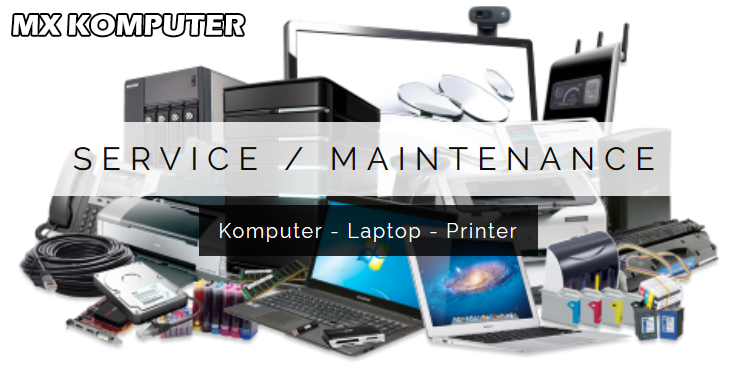 MX KOMPUTER
SERVICE / MAINTENANCE
Komputer - Laptop - Printer